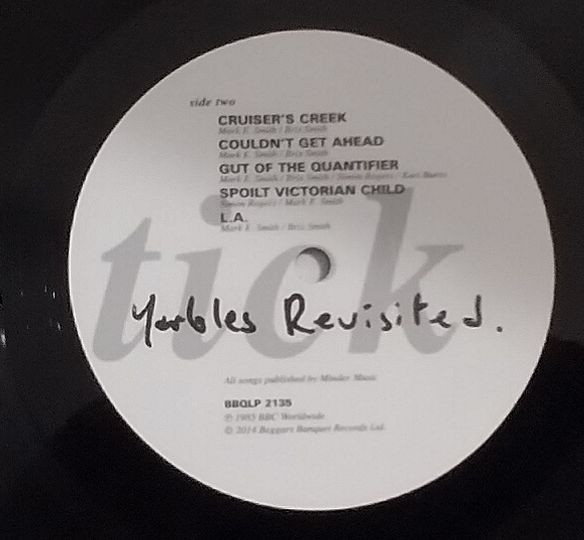 side two
CRUISER'S CREEK
Mark E. Smith / Brix Smith
COULDN'T GET AHEAD
Mark E. Smith / Brix Smith
GUT OF THE QUANTIFIER
Mark E. Smith / Brix Smith / Simon Rogers / Karl Burns
SPOILT VICTORIAN CHILD
Simon Rogers / Mark E. Smith
L.A.
Mark E. Smith / Brix Smith
tick
Yarbles Revisited.
All songs published by Minder Music
BBQLP 2135
℗ 1985 BBC Worldwide
© 2014 Beggars Banquet Records Ltd.